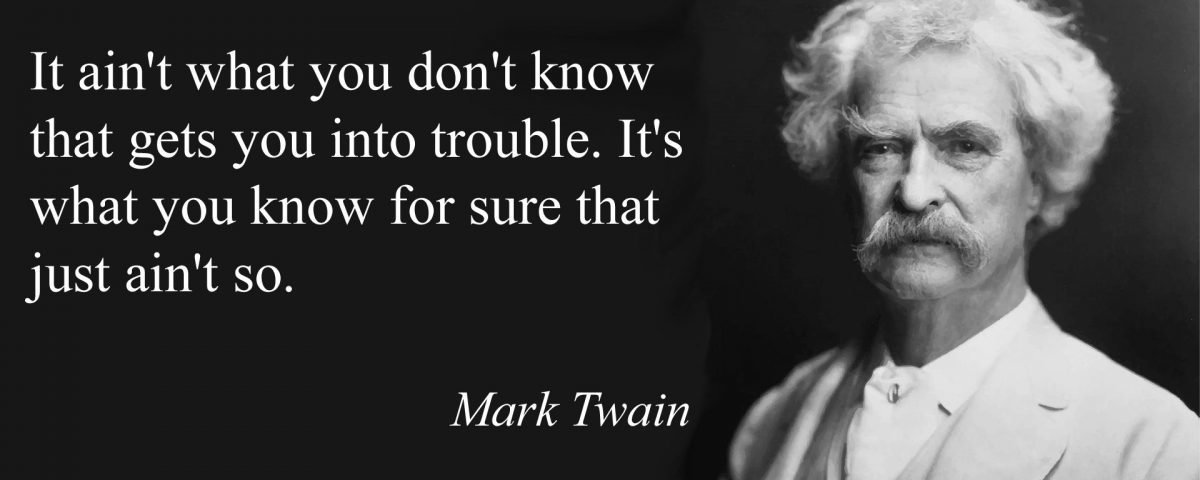 It ain't what you don't know
that gets you into trouble. It's
what you know for sure that
just ain't so.
Mark Twain